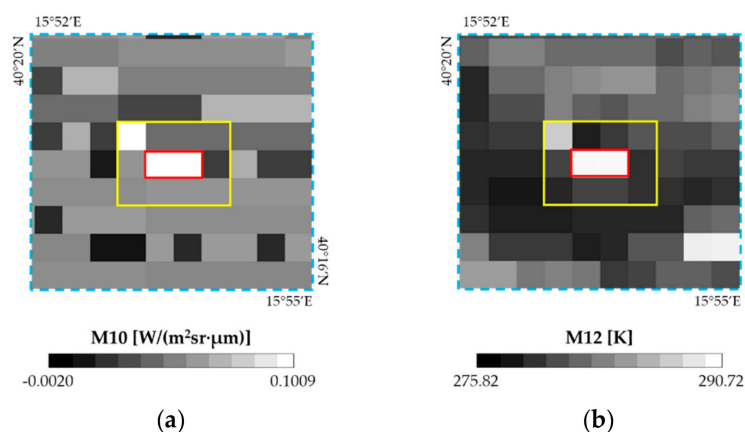 15°52′E
40°20′N
40°16′N
15°55′E
M10 [W/(m²sr·μm)]
-0.0020 0.1009
(a)
15°52′E
40°20′N
15°55′E
M12 [K]
275.82 290.72
(b)